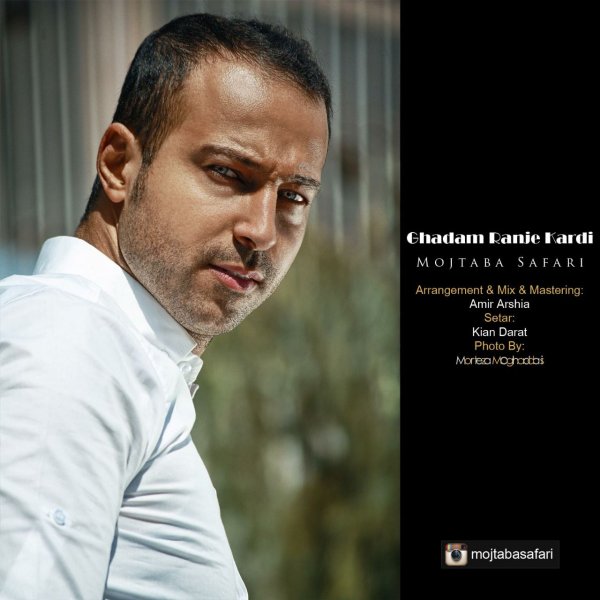 Ghadam Ranje Kardi
MOJTABA SAFARI
Arrangement & Mix & Mastering:
Amir Arshia
Setar:
Kian Darat
Photo By:
Morteza Moghaddasi
mojtabasafari